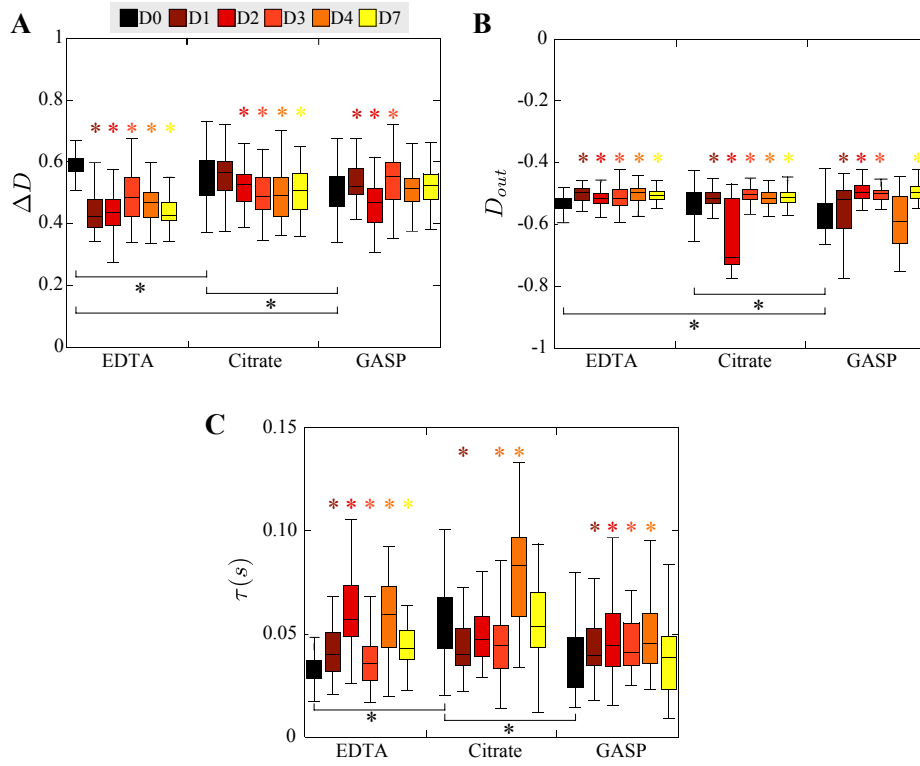 A
D0 D1 D2 D3 D4 D7
1
0.8
0.6
0.4
0.2
0
ΔD
* * * * *
* * * *
* * *
*
*
EDTA Citrate GASP
B
0
-0.2
-0.4
-0.6
-0.8
-1
D_out
* * * * *
* * * * *
* * * *
*
*
EDTA Citrate GASP
C
0.15
0.10
0.05
0
τ(s)
* * * * *
* * *
* * * *
*
*
EDTA Citrate GASP